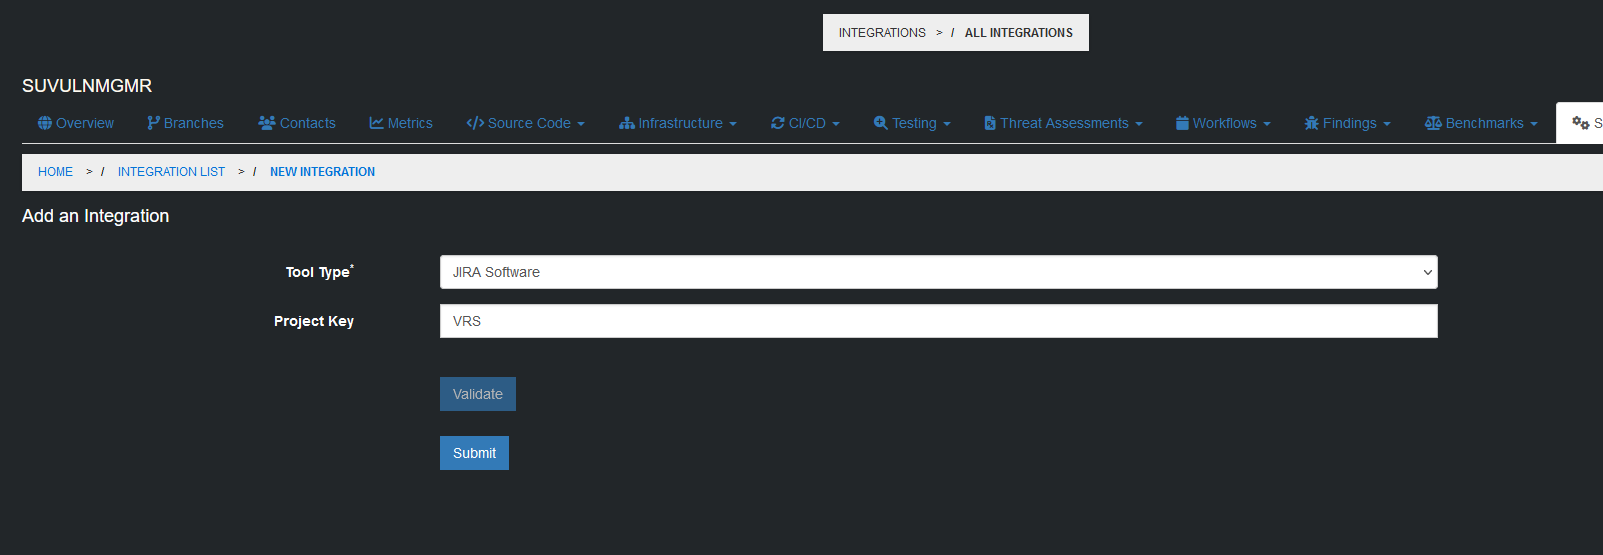 INTEGRATIONS > / ALL INTEGRATIONS
SUVULNMGMR
Overview Branches Contacts Metrics Source Code Infrastructure CI/CD Testing Threat Assessments Workflows Findings Benchmarks S
HOME > / INTEGRATION LIST > / NEW INTEGRATION
Add an Integration
Tool Type* JIRA Software
Project Key VRS
Validate
Submit